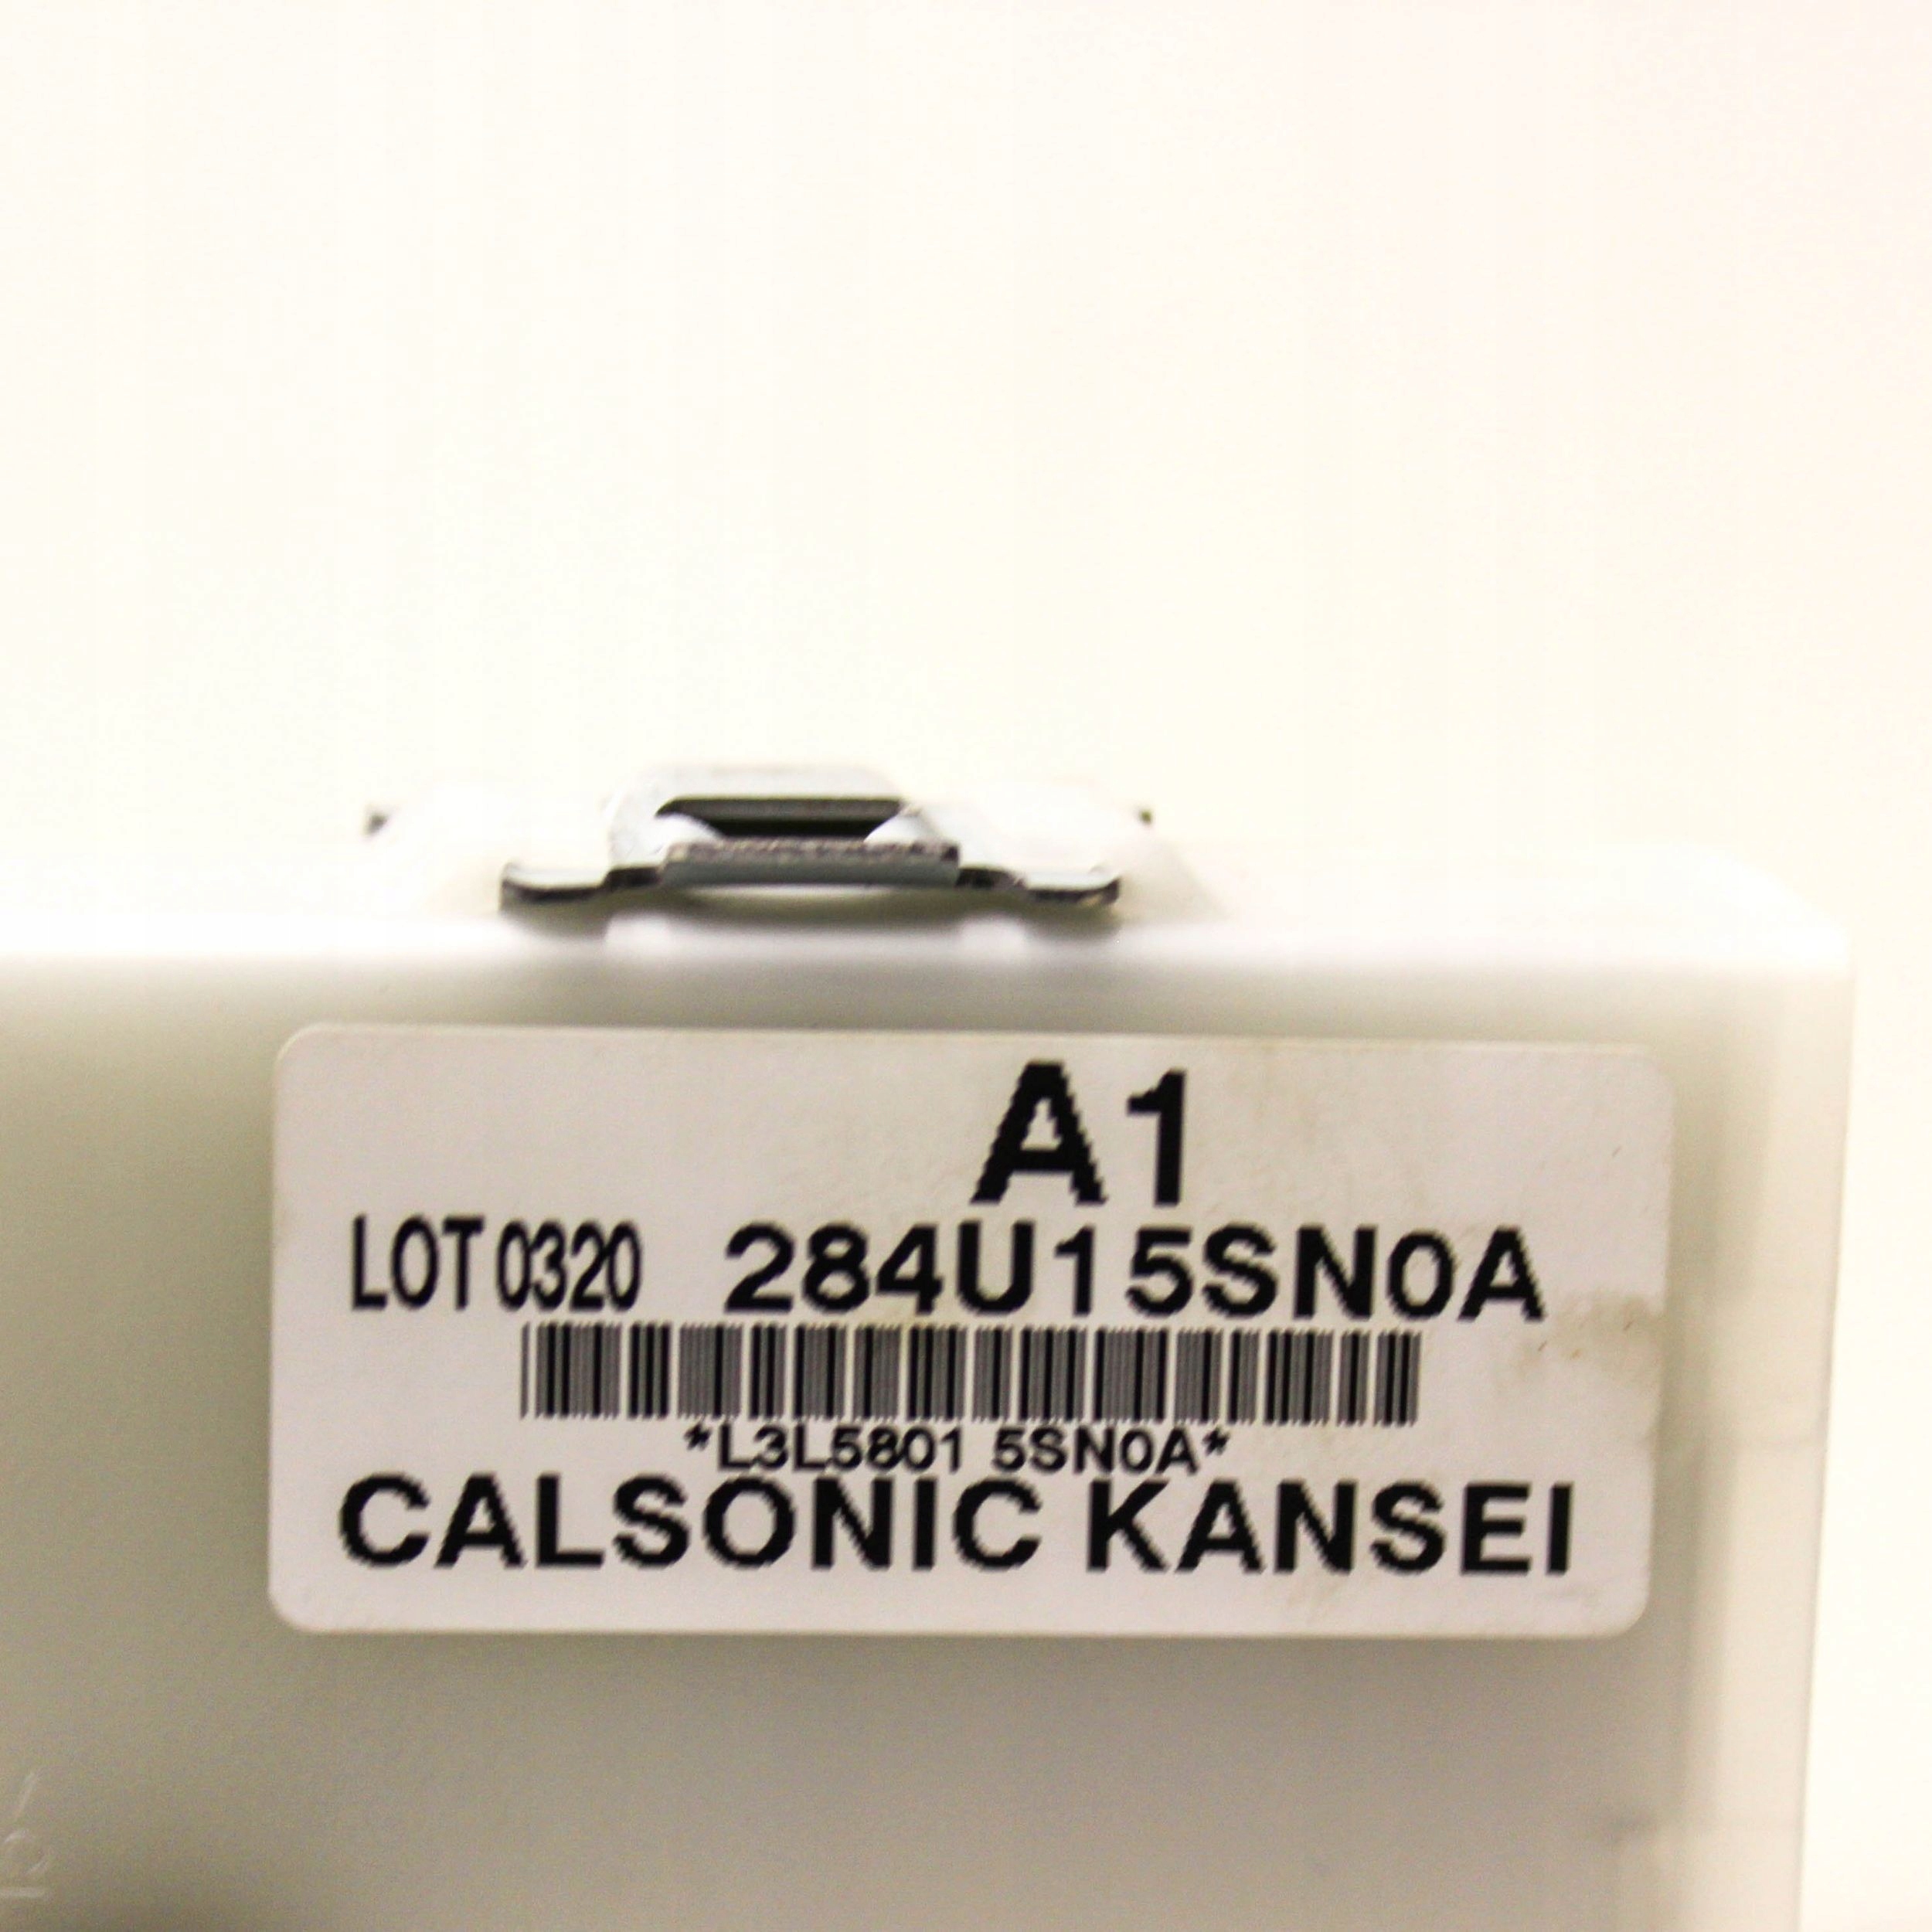 A1
LOT 0320 284U15SN0A
*L3L5801 5SN0A*
CALSONIC KANSEI